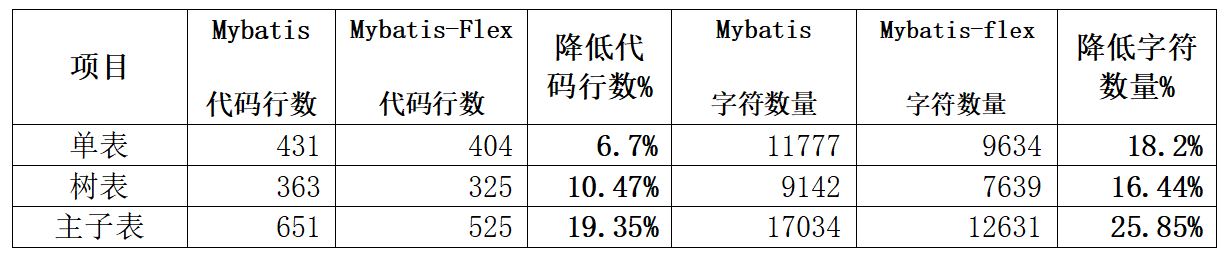 项目 Mybatis 代码行数 Mybatis-Flex 代码行数 降低代码行数% Mybatis 字符数量 Mybatis-flex 字符数量 降低字符数量%
单表 431 404 6.7% 11777 9634 18.2%
树表 363 325 10.47% 9142 7639 16.44%
主子表 651 525 19.35% 17034 12631 25.85%